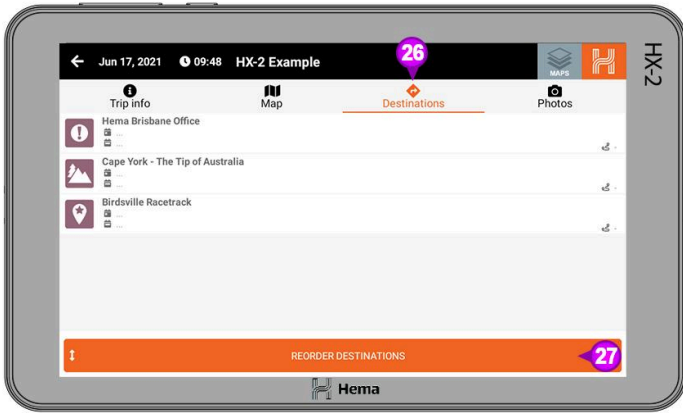 26
Jun 17, 2021 09:48 HX-2 Example
MAPS
HX-2
Trip info Map Destinations Photos
Hema Brisbane Office
...
...
-
Cape York - The Tip of Australia
...
...
-
Birdsville Racetrack
...
...
-
REORDER DESTINATIONS
27
Hema